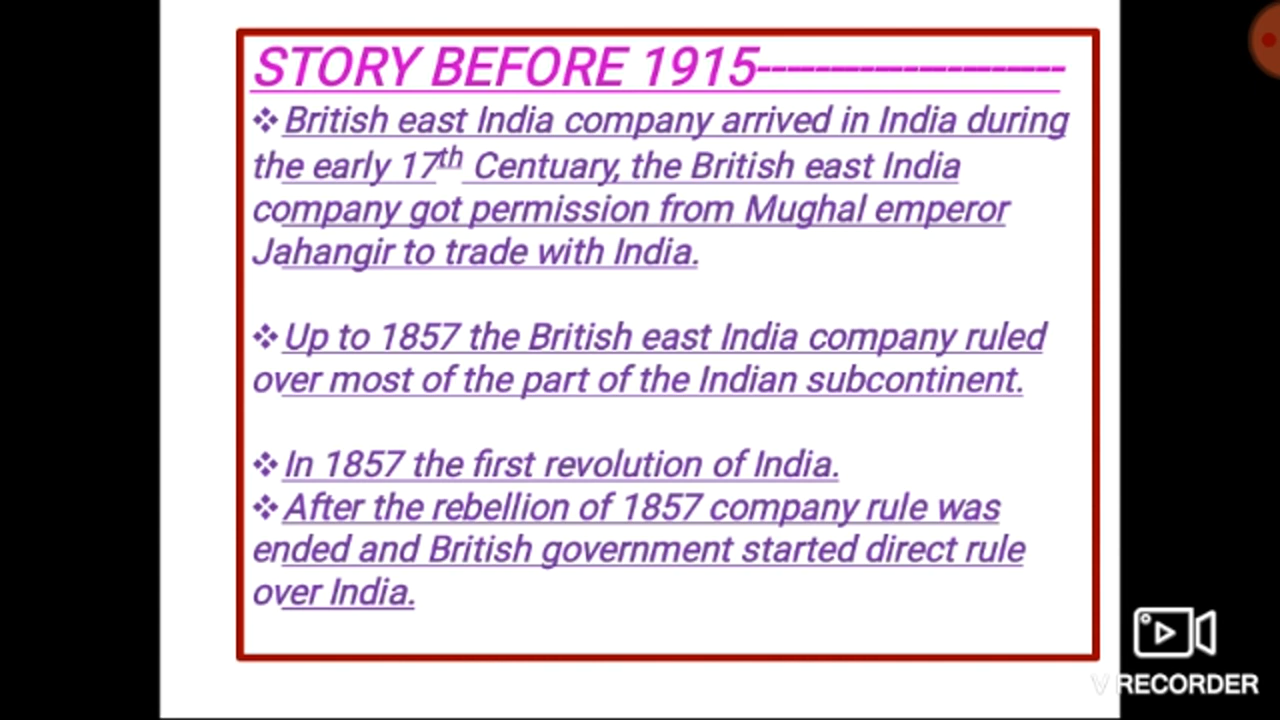 STORY BEFORE 1915----------------------
❖British east India company arrived in India during
the early 17th Centuary, the British east India
company got permission from Mughal emperor
Jahangir to trade with India.
❖Up to 1857 the British east India company ruled
over most of the part of the Indian subcontinent.
❖In 1857 the first revolution of India.
❖After the rebellion of 1857 company rule was
ended and British government started direct rule
over India.
V RECORDER